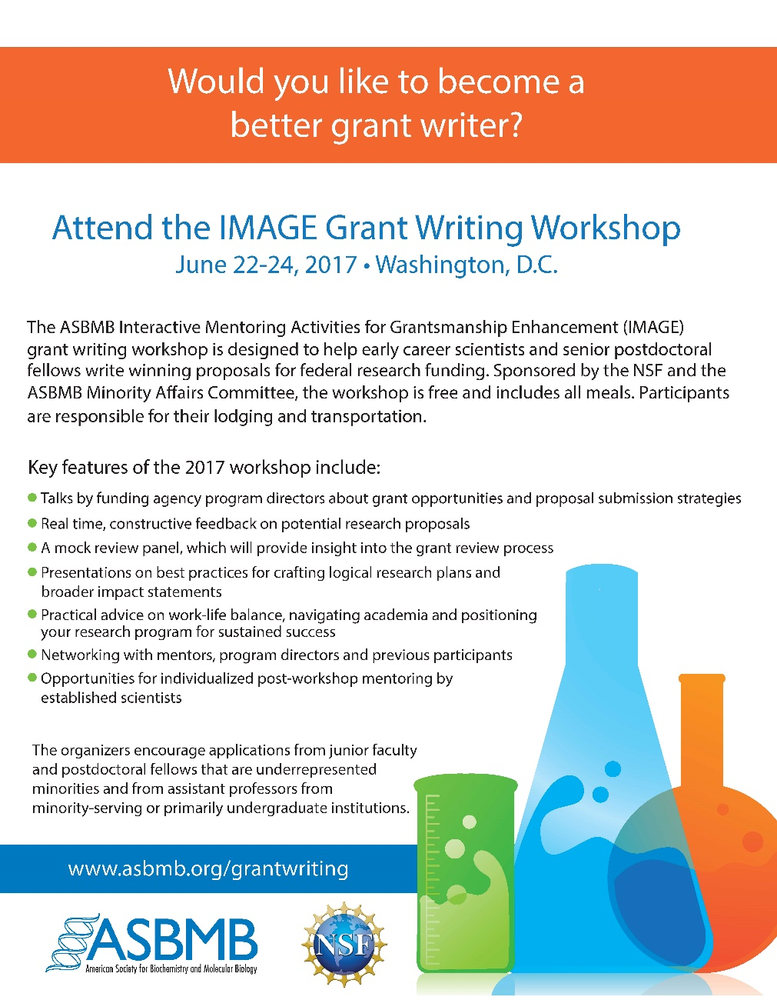 Would you like to become a
better grant writer?
Attend the IMAGE Grant Writing Workshop
June 22-24, 2017 • Washington, D.C.
The ASBMB Interactive Mentoring Activities for Grantsmanship Enhancement (IMAGE)
grant writing workshop is designed to help early career scientists and senior postdoctoral
fellows write winning proposals for federal research funding. Sponsored by the NSF and the
ASBMB Minority Affairs Committee, the workshop is free and includes all meals. Participants
are responsible for their lodging and transportation.
Key features of the 2017 workshop include:
● Talks by funding agency program directors about grant opportunities and proposal submission strategies
● Real time, constructive feedback on potential research proposals
● A mock review panel, which will provide insight into the grant review process
● Presentations on best practices for crafting logical research plans and
broader impact statements
● Practical advice on work-life balance, navigating academia and positioning
your research program for sustained success
● Networking with mentors, program directors and previous participants
● Opportunities for individualized post-workshop mentoring by
established scientists
The organizers encourage applications from junior faculty
and postdoctoral fellows that are underrepresented
minorities and from assistant professors from
minority-serving or primarily undergraduate institutions.
www.asbmb.org/grantwriting
ASBMB
American Society for Biochemistry and Molecular Biology
NSF